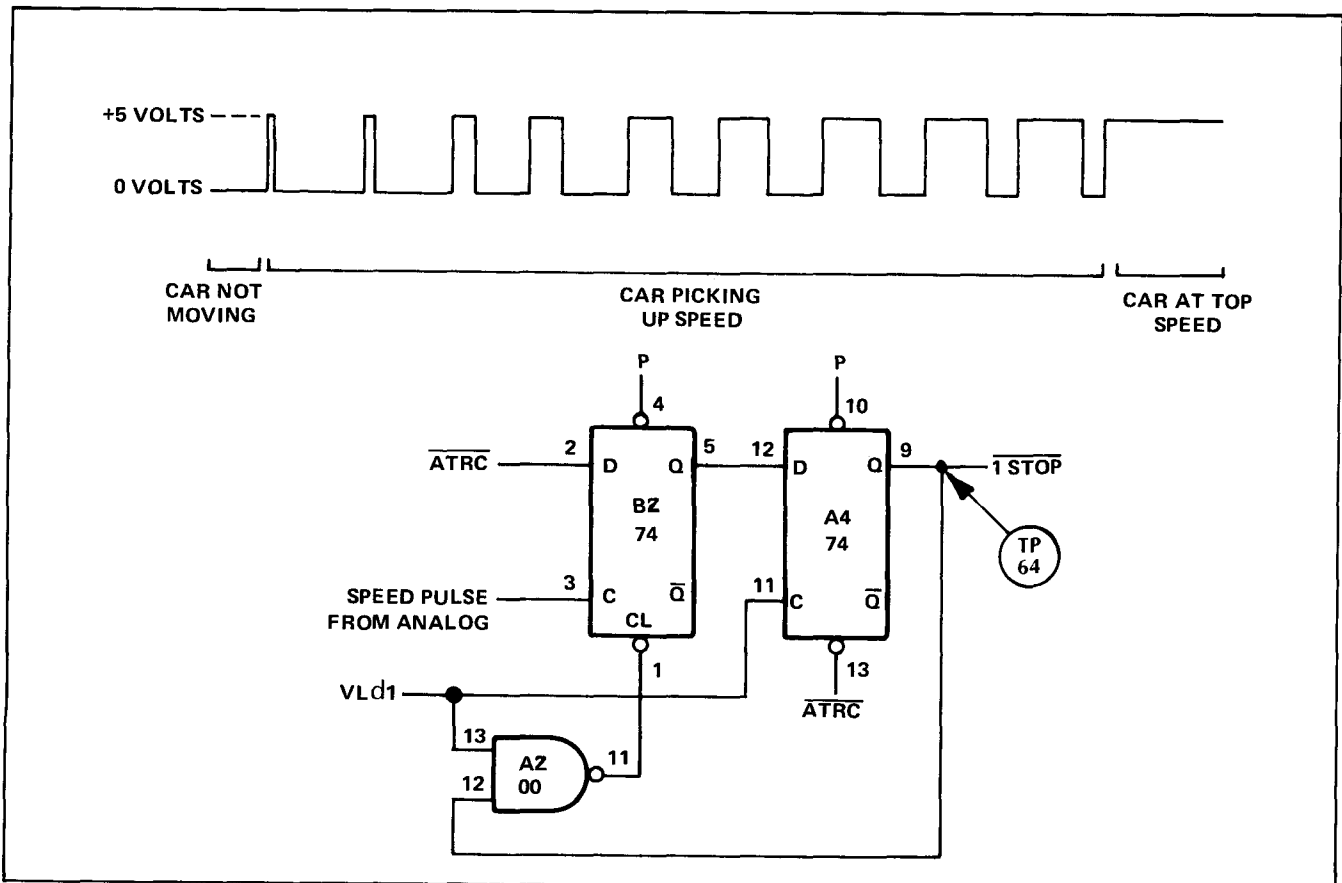 +5 VOLTS
0 VOLTS
CAR NOT
MOVING
CAR PICKING
UP SPEED
CAR AT TOP
SPEED
P
P
4
10
ATRC
2
D
Q
5
12
D
Q
9
1 STOP
B2
74
A4
74
TP
64
SPEED PULSE
FROM ANALOG
3
C
Q
CL
11
C
Q
1
13
VLd1
ATRC
13
12
A2
00
11